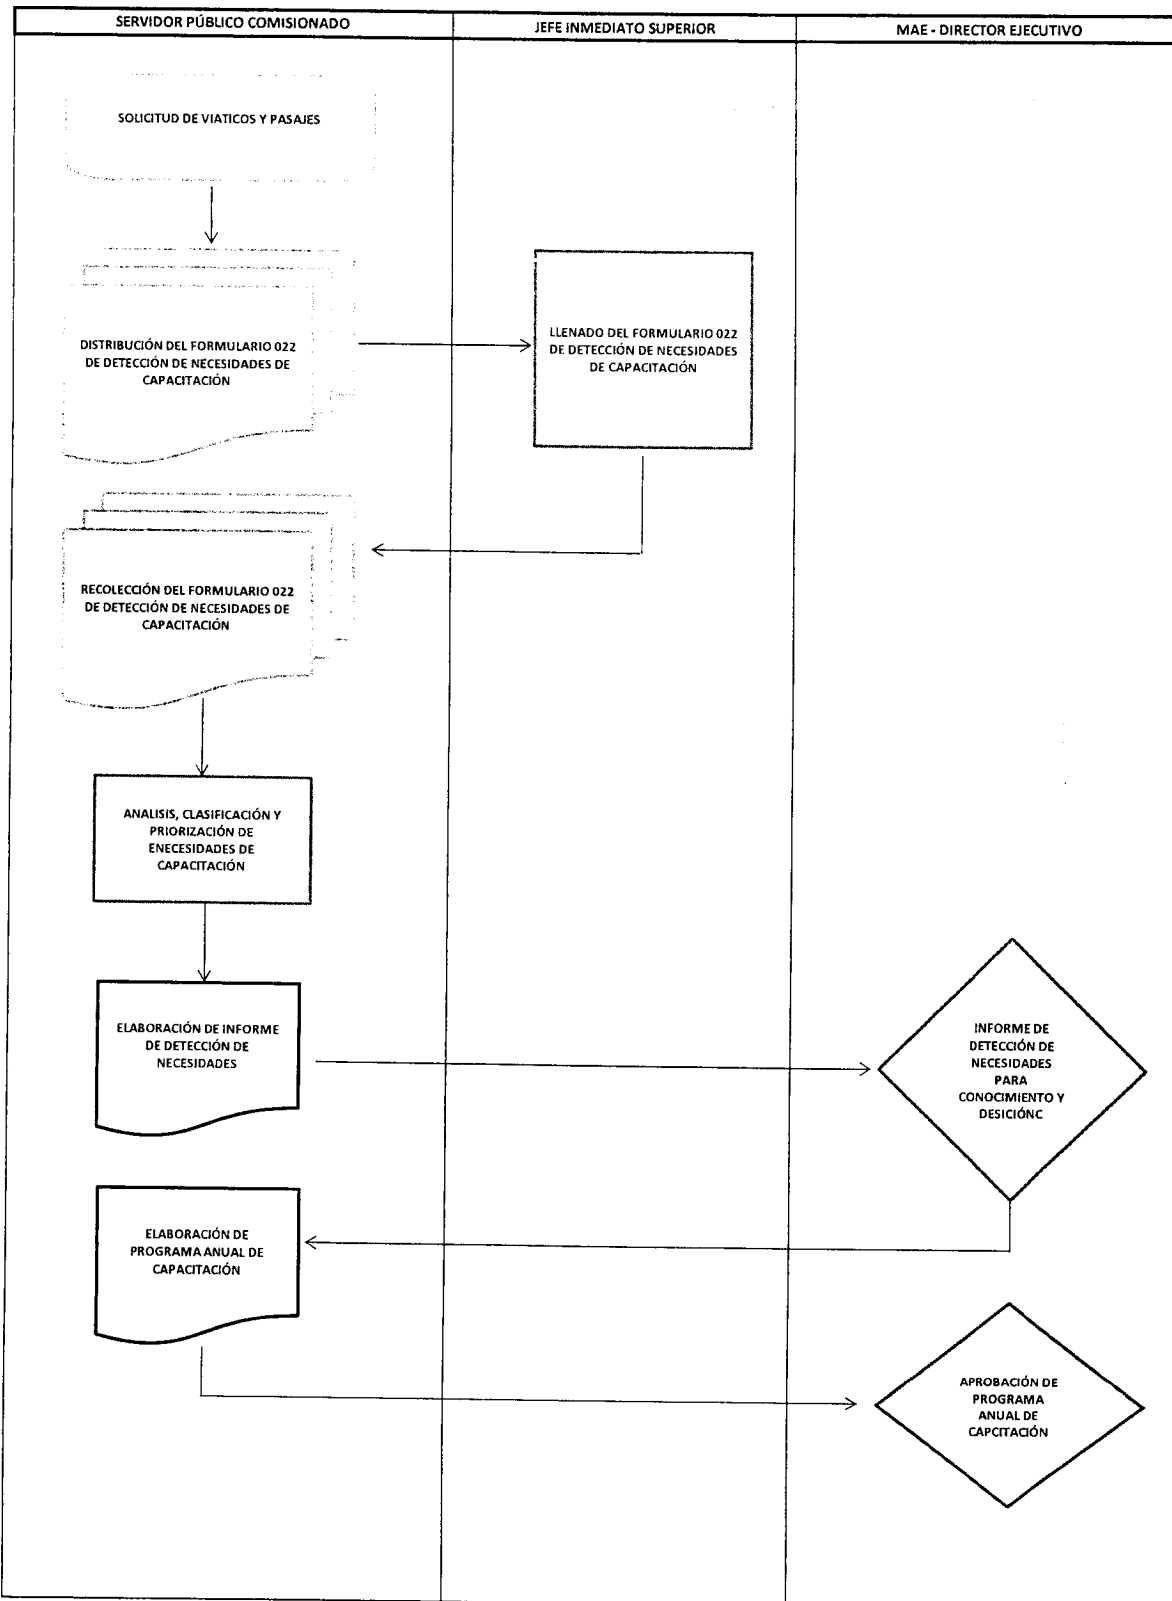 SERVIDOR PÚBLICO COMISIONADO
JEFE INMEDIATO SUPERIOR
MAE - DIRECTOR EJECUTIVO
SOLICITUD DE VIATICOS Y PASAJES
DISTRIBUCIÓN DEL FORMULARIO 022
DE DETECCIÓN DE NECESIDADES DE
CAPACITACIÓN
LLENADO DEL FORMULARIO 022
DE DETECCIÓN DE NECESIDADES
DE CAPACITACIÓN
RECOLECCIÓN DEL FORMULARIO 022
DE DETECCIÓN DE NECESIDADES DE
CAPACITACIÓN
ANALISIS, CLASIFICACIÓN Y
PRIORIZACIÓN DE
ENECESIDADES DE
CAPACITACIÓN
ELABORACIÓN DE INFORME
DE DETECCIÓN DE
NECESIDADES
INFORME DE
DETECCIÓN DE
NECESIDADES
PARA
CONOCIMIENTO Y
DESICIÓNC
ELABORACIÓN DE
PROGRAMA ANUAL DE
CAPACITACIÓN
APROBACIÓN DE
PROGRAMA
ANUAL DE
CAPCITACIÓN